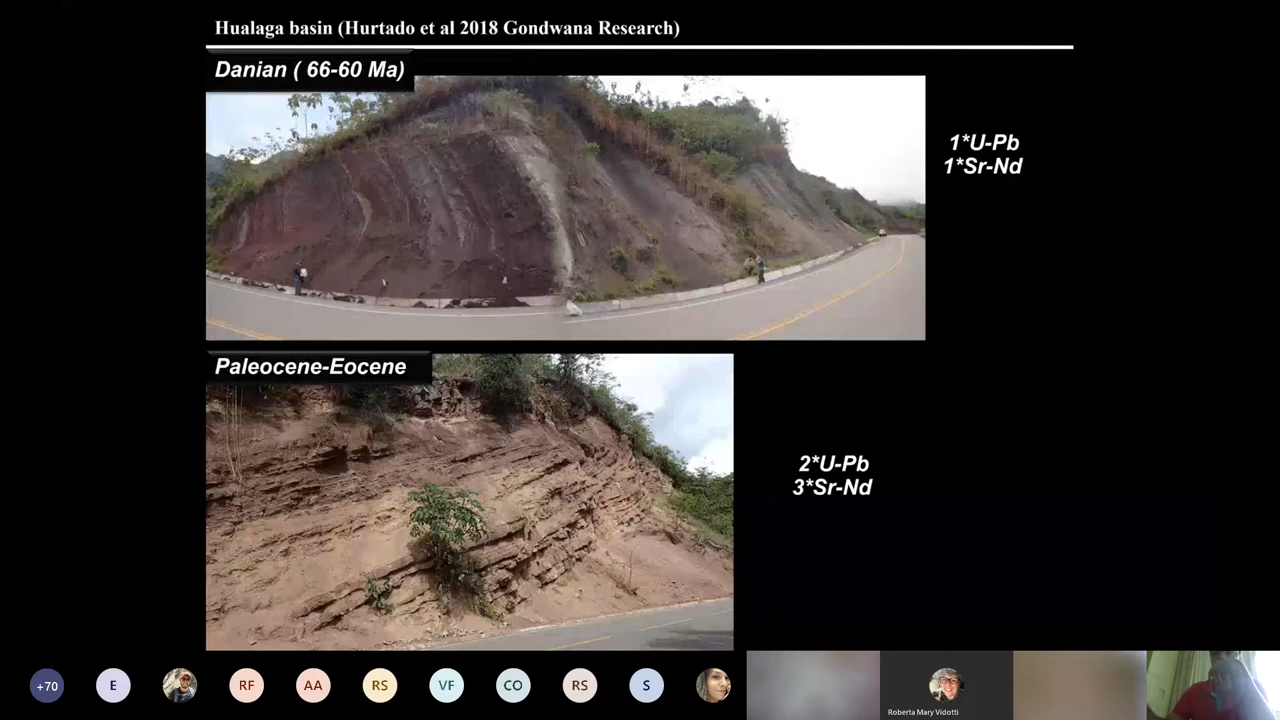 Hualaga basin (Hurtado et al 2018 Gondwana Research)
Danian ( 66-60 Ma)
1*U-Pb
1*Sr-Nd
Paleocene-Eocene
2*U-Pb
3*Sr-Nd
+70
E
RF
AA
RS
VF
CO
RS
S
Roberta Mary Vidotti